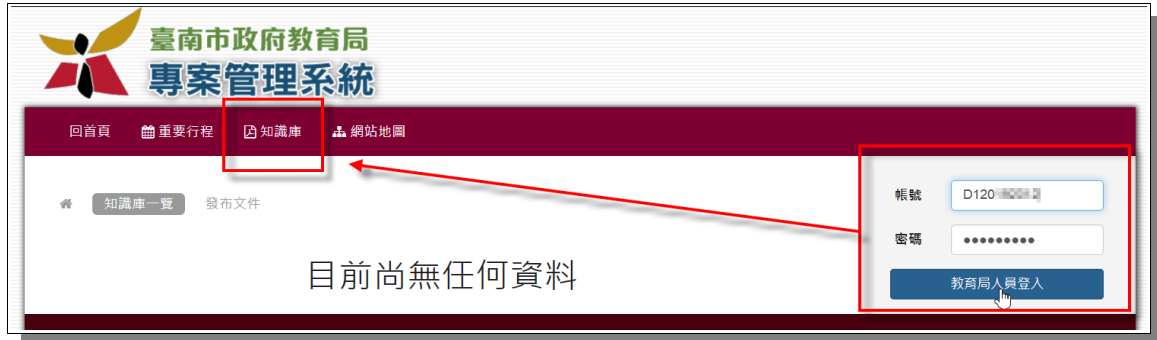 臺南市政府教育局
專案管理系統
回首頁 重要行程 知識庫 網站地圖
知識庫一覽 發布文件
帳號 D120
密碼
目前尚無任何資料
教育局人員登入